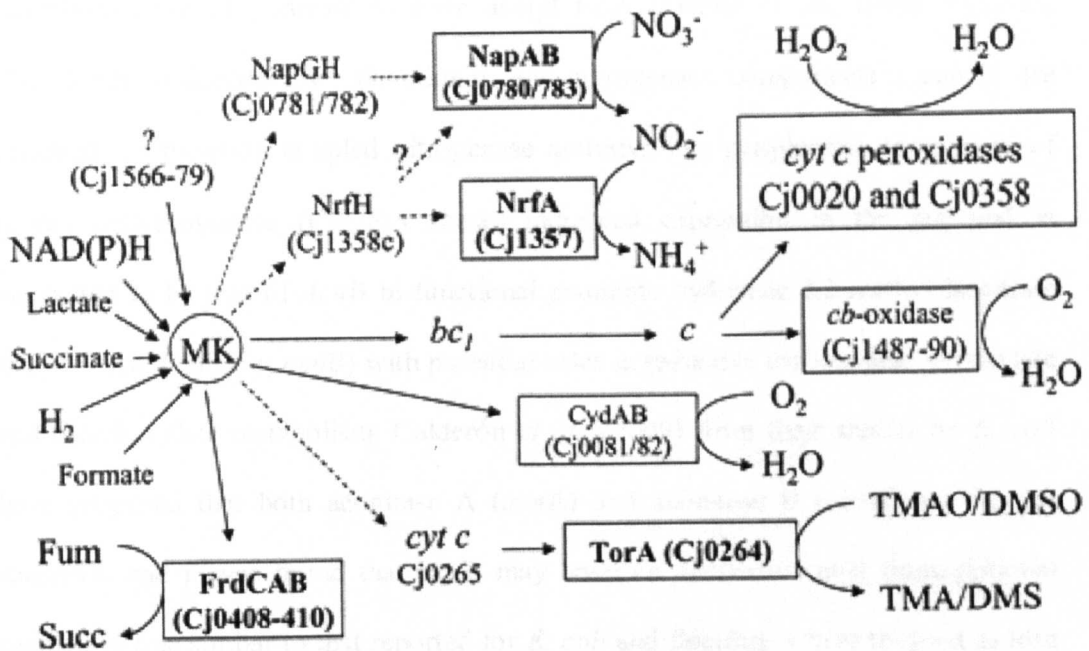 H₂O₂
H₂O
cyt c peroxidases
Cj0020 and Cj0358
NapGH
(Cj0781/782)
NapAB
(Cj0780/783)
NO₃⁻
NO₂⁻
?
(Cj1566-79)
?
NrfH
(Cj1358c)
NrfA
(Cj1357)
NH₄⁺
NAD(P)H
Lactate
Succinate
H₂
Formate
MK
bc₁
c
cb-oxidase
(Cj1487-90)
O₂
H₂O
CydAB
(Cj0081/82)
O₂
H₂O
Fum
Succ
FrdCAB
(Cj0408-410)
cyt c
Cj0265
TorA (Cj0264)
TMAO/DMSO
TMA/DMS